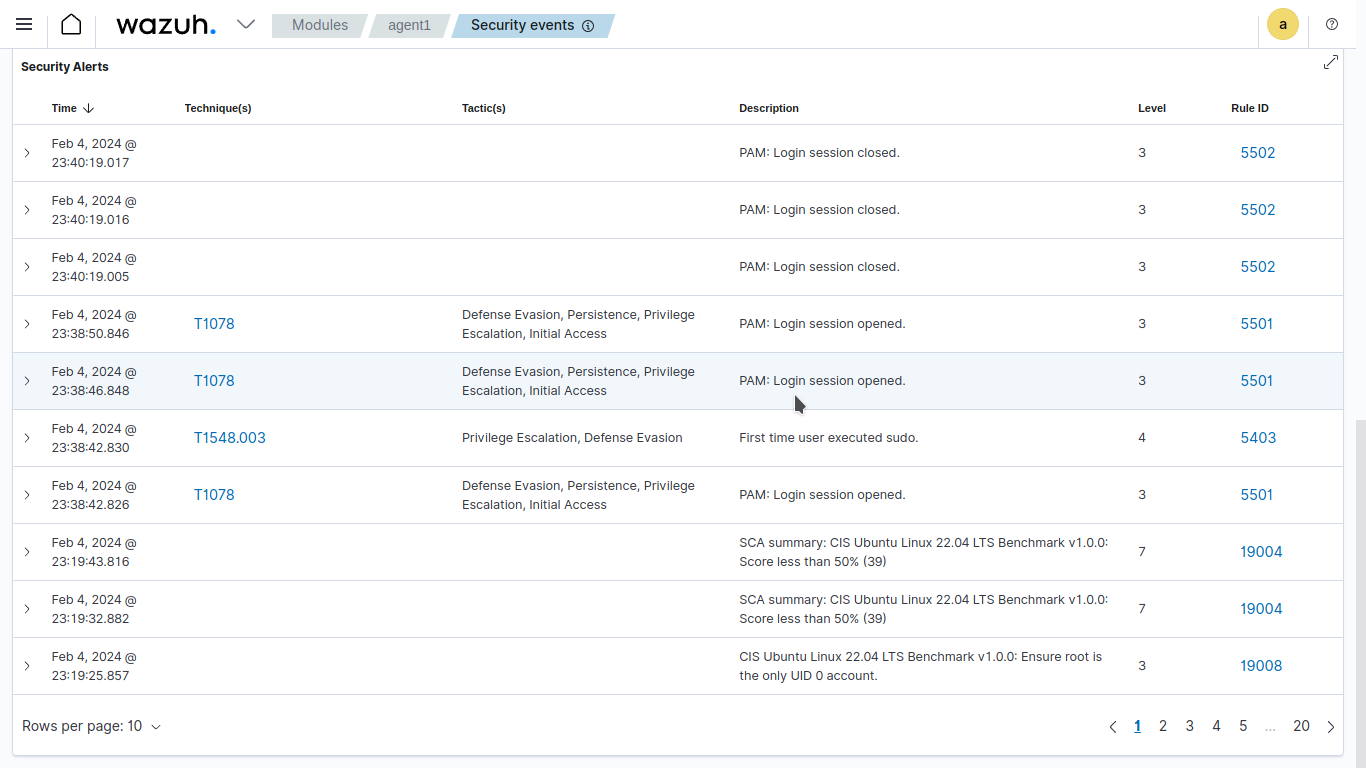 wazuh.
Modules
agent1
Security events
a
Security Alerts
Time Technique(s) Tactic(s) Description Level Rule ID
Feb 4, 2024 @
23:40:19.017
PAM: Login session closed. 3 5502
Feb 4, 2024 @
23:40:19.016
PAM: Login session closed. 3 5502
Feb 4, 2024 @
23:40:19.005
PAM: Login session closed. 3 5502
Feb 4, 2024 @
23:38:50.846
T1078
Defense Evasion, Persistence, Privilege
Escalation, Initial Access
PAM: Login session opened. 3 5501
Feb 4, 2024 @
23:38:46.848
T1078
Defense Evasion, Persistence, Privilege
Escalation, Initial Access
PAM: Login session opened. 3 5501
Feb 4, 2024 @
23:38:42.830
T1548.003
Privilege Escalation, Defense Evasion
First time user executed sudo. 4 5403
Feb 4, 2024 @
23:38:42.826
T1078
Defense Evasion, Persistence, Privilege
Escalation, Initial Access
PAM: Login session opened. 3 5501
Feb 4, 2024 @
23:19:43.816
SCA summary: CIS Ubuntu Linux 22.04 LTS Benchmark v1.0.0:
Score less than 50% (39)
7 19004
Feb 4, 2024 @
23:19:32.882
SCA summary: CIS Ubuntu Linux 22.04 LTS Benchmark v1.0.0:
Score less than 50% (39)
7 19004
Feb 4, 2024 @
23:19:25.857
CIS Ubuntu Linux 22.04 LTS Benchmark v1.0.0: Ensure root is
the only UID 0 account.
3 19008
Rows per page: 10
1 2 3 4 5 ... 20